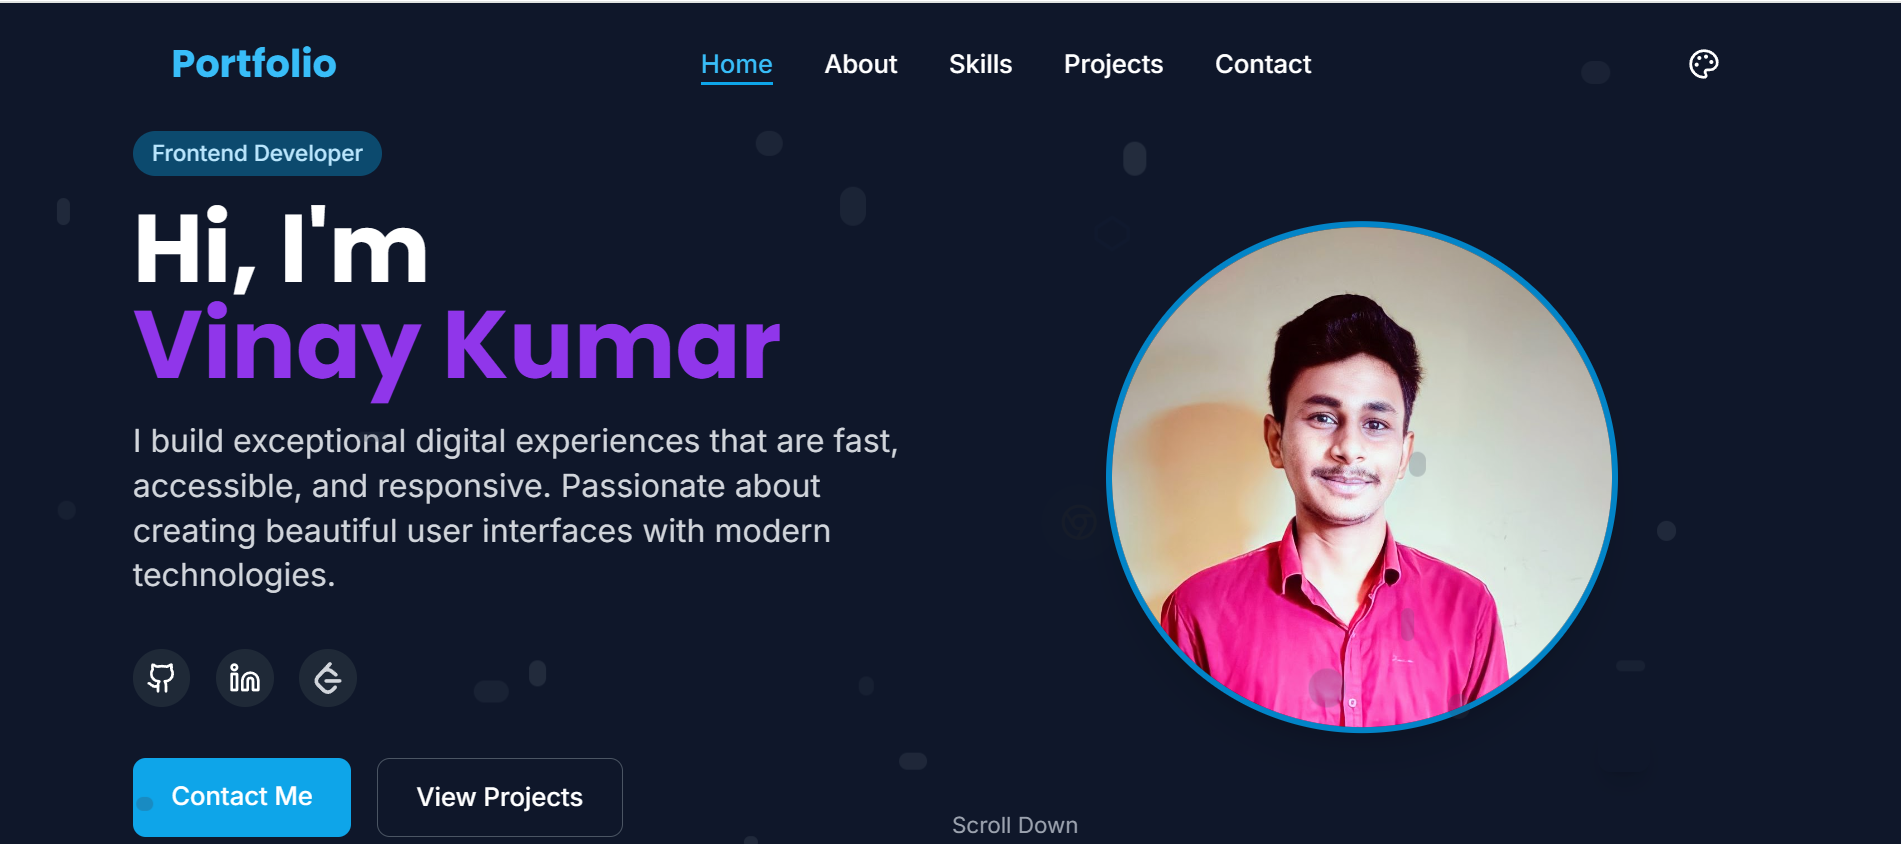 Portfolio
Home About Skills Projects Contact
Frontend Developer
Hi, I'm
Vinay Kumar
I build exceptional digital experiences that are fast,
accessible, and responsive. Passionate about
creating beautiful user interfaces with modern
technologies.
Contact Me View Projects
Scroll Down